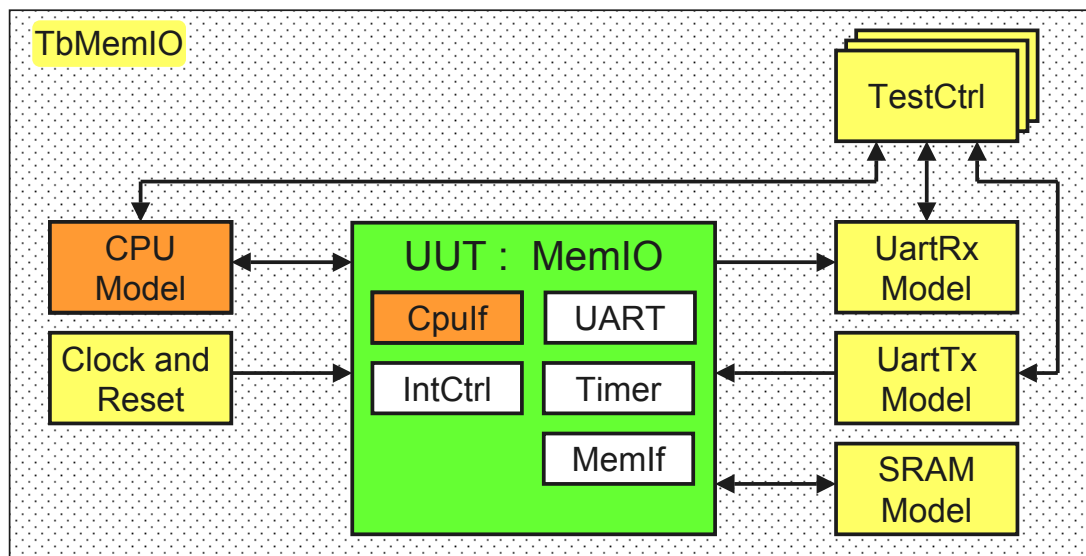 TbMemIO
TestCtrl
CPU
Model
UUT : MemIO
UartRx
Model
CpuIf
UART
Clock and
Reset
IntCtrl
Timer
UartTx
Model
MemIf
SRAM
Model